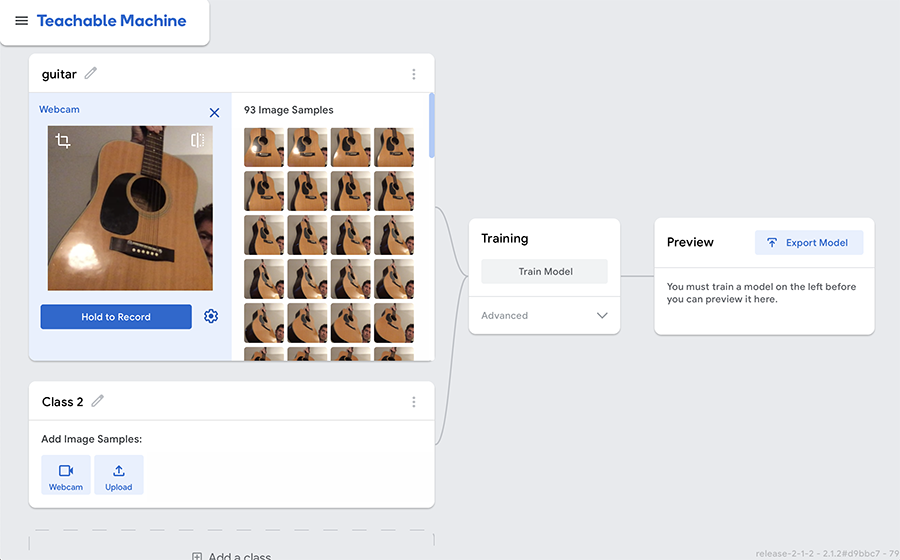 Teachable Machine
guitar
Webcam
93 Image Samples
Hold to Record
Class 2
Add Image Samples:
Webcam
Upload
Add a class
Training
Train Model
Advanced
Preview
Export Model
You must train a model on the left before
you can preview it here.
release-2-1-2 - 2.1.2#d9bbc7 - 79